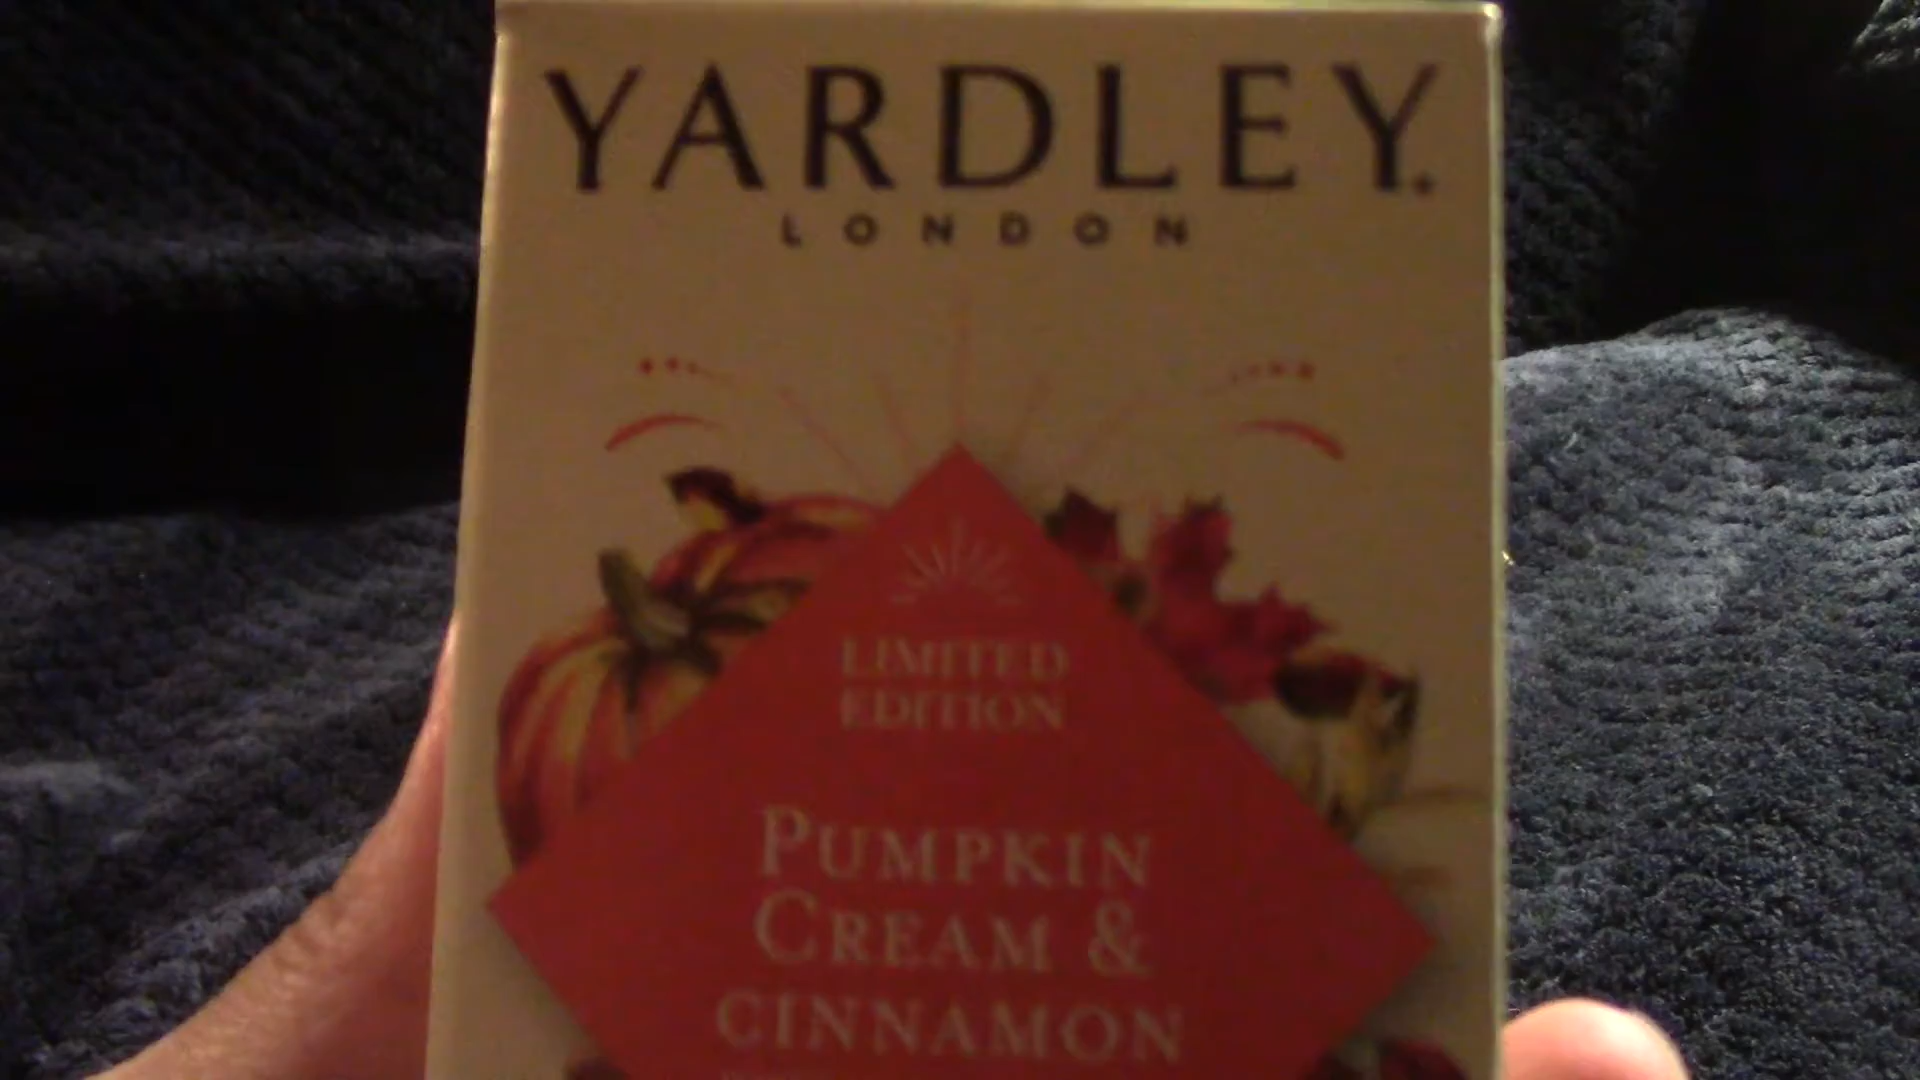 YARDLEY.
LONDON
LIMITED
EDITION
PUMPKIN
CREAM &
CINNAMON